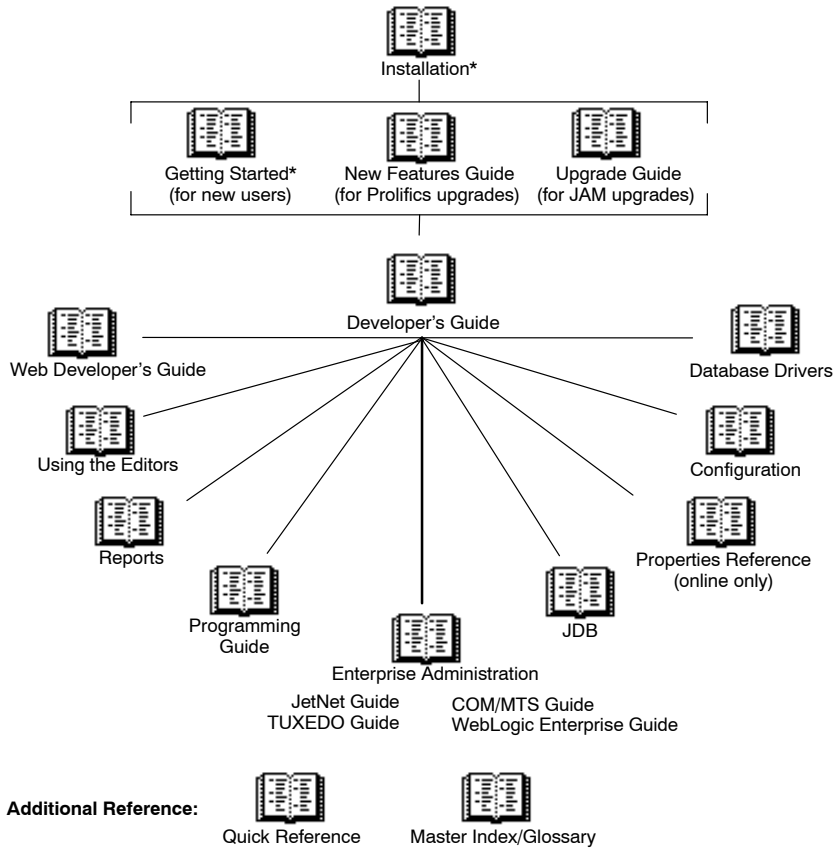 Installation*
Getting Started*
(for new users)
New Features Guide
(for Prolifics upgrades)
Upgrade Guide
(for JAM upgrades)
Developer's Guide
Web Developer's Guide
Database Drivers
Using the Editors
Configuration
Reports
Properties Reference
(online only)
Programming
Guide
JDB
Enterprise Administration
JetNet Guide
TUXEDO Guide
COM/MTS Guide
WebLogic Enterprise Guide
Additional Reference:
Quick Reference
Master Index/Glossary